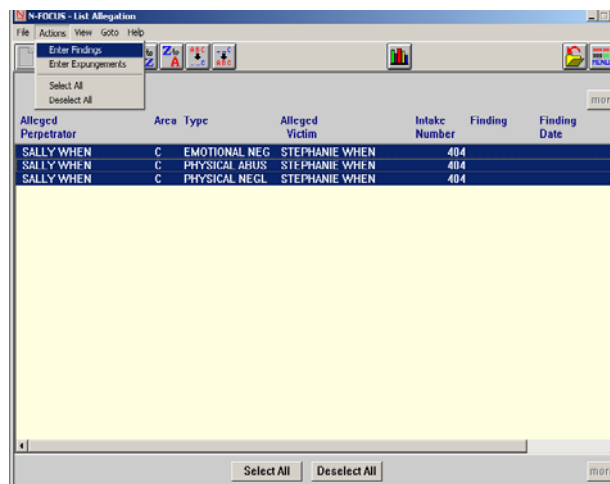 N-FOCUS - List Allegation
File Actions View Goto Help
Enter Findings
Enter Expungements
Select All
Deselect All
Alleged Perpetrator Area Type Alleged Victim Intake Number Finding Finding Date
SALLY WHEN C EMOTIONAL NEG STEPHANIE WHEN 404
SALLY WHEN C PHYSICAL ABUS STEPHANIE WHEN 404
SALLY WHEN C PHYSICAL NEGL STEPHANIE WHEN 404
Select All Deselect All